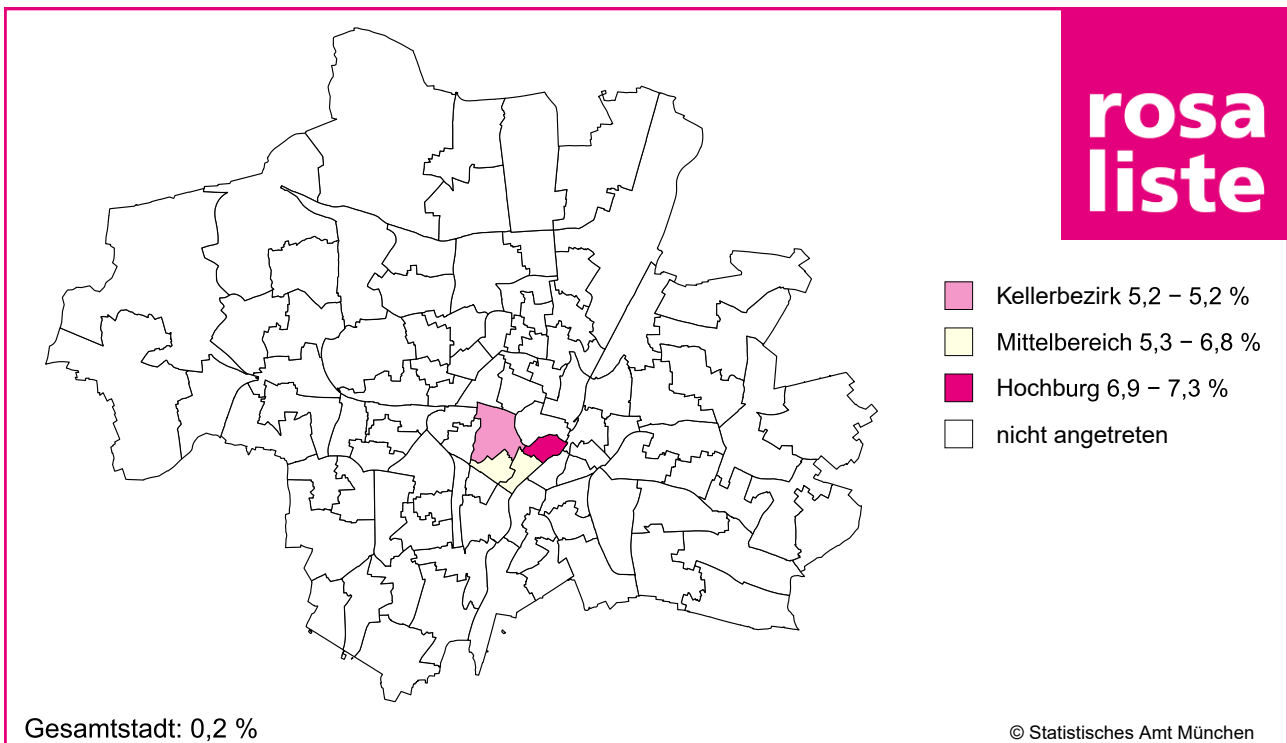 rosa
liste
Kellerbezirk 5,2 – 5,2 %
Mittelbereich 5,3 – 6,8 %
Hochburg 6,9 – 7,3 %
nicht angetreten
Gesamtstadt: 0,2 %
© Statistisches Amt München